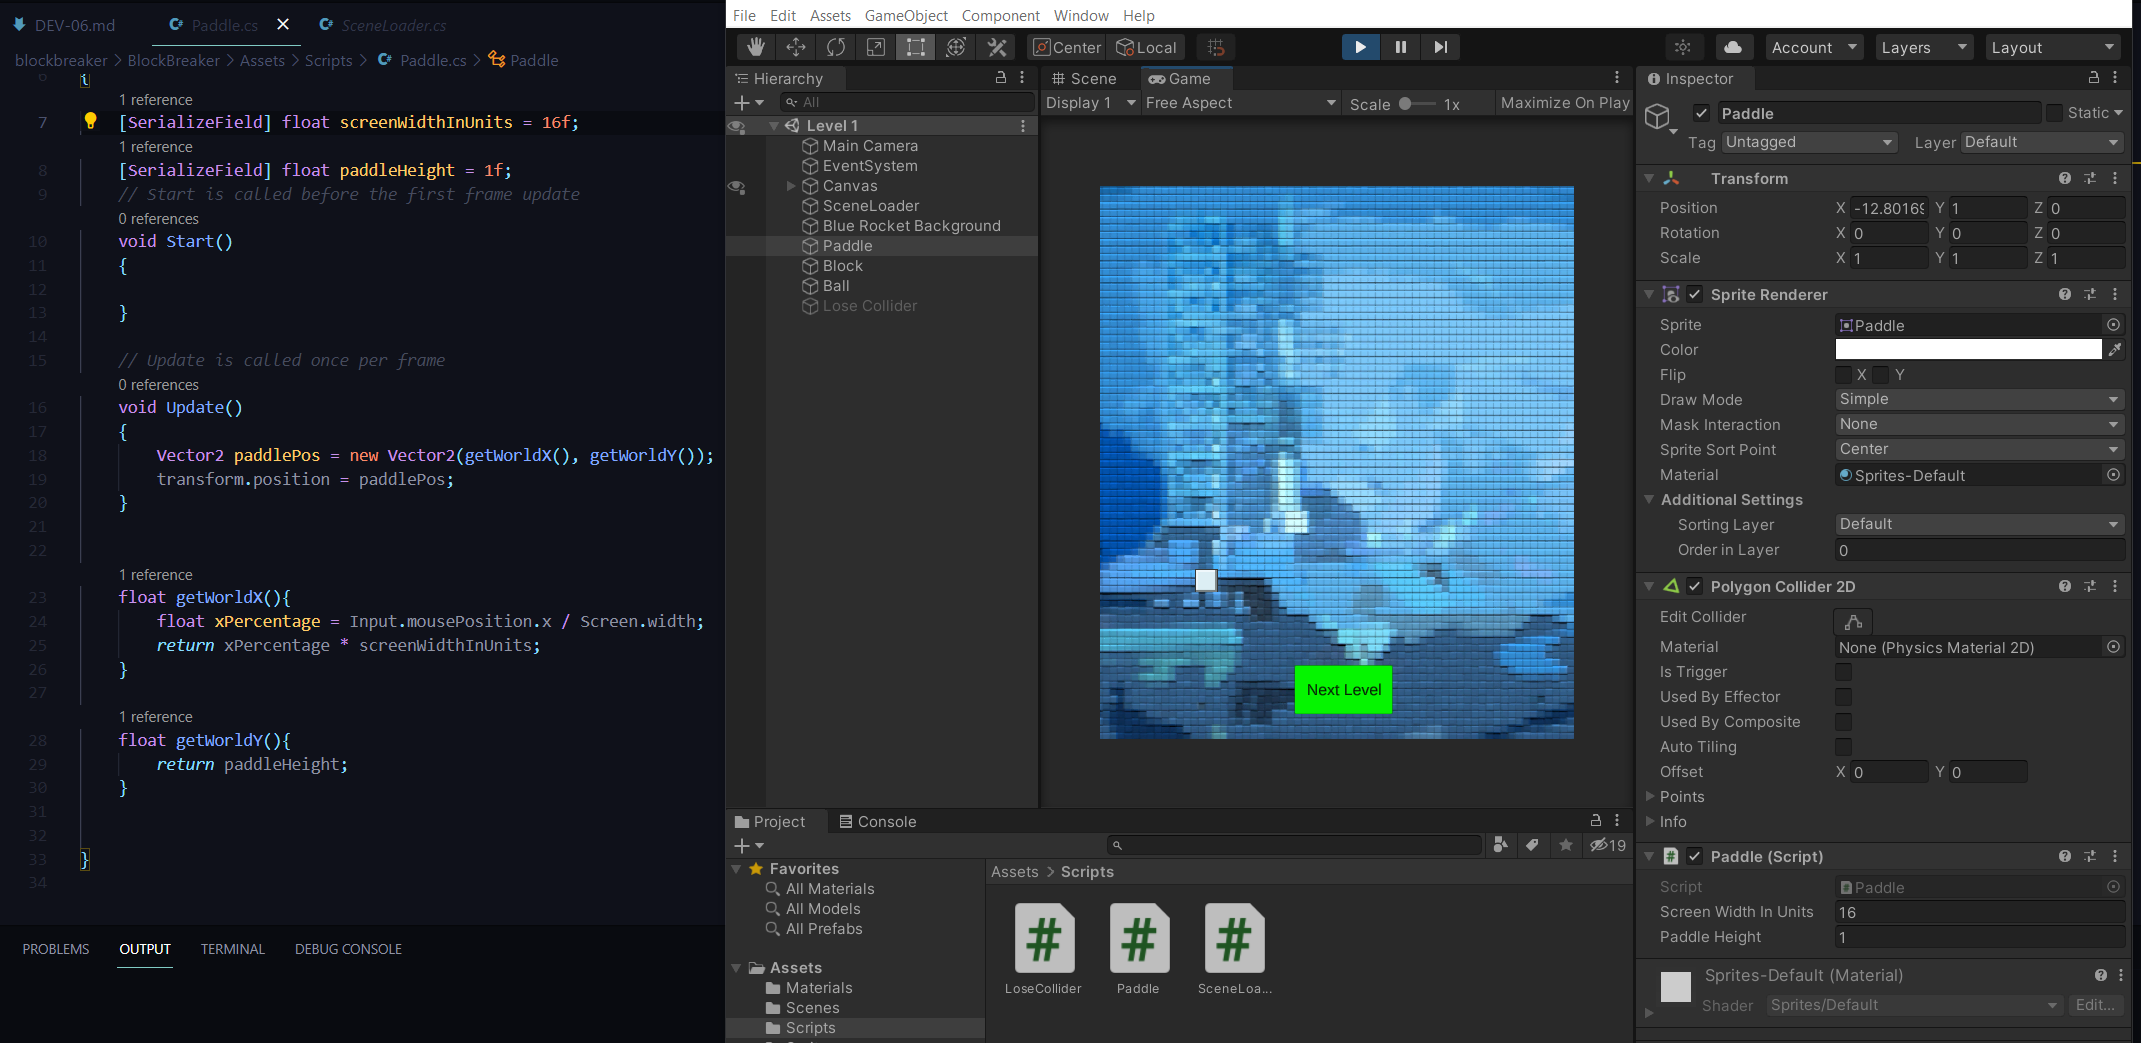 DEV-06.md
Paddle.cs
SceneLoader.cs
blockbreaker > BlockBreaker > Assets > Scripts > Paddle.cs > Paddle
6 {
1 reference
7 [SerializeField] float screenWidthInUnits = 16f;
1 reference
8 [SerializeField] float paddleHeight = 1f;
9 // Start is called before the first frame update
0 references
10 void Start()
11 {
12
13 }
14
15 // Update is called once per frame
0 references
16 void Update()
17 {
18 Vector2 paddlePos = new Vector2(getWorldX(), getWorldY());
19 transform.position = paddlePos;
20 }
21
22
1 reference
23 float getWorldX(){
24 float xPercentage = Input.mousePosition.x / Screen.width;
25 return xPercentage * screenWidthInUnits;
26 }
27
1 reference
28 float getWorldY(){
29 return paddleHeight;
30 }
31
32
33 }
34
PROBLEMS OUTPUT TERMINAL DEBUG CONSOLE
File Edit Assets GameObject Component Window Help
Center Local
Account Layers Layout
Hierarchy
All
Level 1
Main Camera
EventSystem
Canvas
SceneLoader
Blue Rocket Background
Paddle
Block
Ball
Lose Collider
Scene Game
Display 1 Free Aspect Scale 1x Maximize On Play
Next Level
Project Console
19
Favorites
All Materials
All Models
All Prefabs
Assets
Materials
Scenes
Scripts
Assets > Scripts
LoseCollider
Paddle
SceneLoa...
Inspector
Paddle Static
Tag Untagged Layer Default
Transform
Position X -12.80169 Y 1 Z 0
Rotation X 0 Y 0 Z 0
Scale X 1 Y 1 Z 1
Sprite Renderer
Sprite Paddle
Color
Flip X Y
Draw Mode Simple
Mask Interaction None
Sprite Sort Point Center
Material Sprites-Default
Additional Settings
Sorting Layer Default
Order in Layer 0
Polygon Collider 2D
Edit Collider
Material None (Physics Material 2D)
Is Trigger
Used By Effector
Used By Composite
Auto Tiling
Offset X 0 Y 0
Points
Info
Paddle (Script)
Script Paddle
Screen Width In Units 16
Paddle Height 1
Sprites-Default (Material)
Shader Sprites/Default Edit...